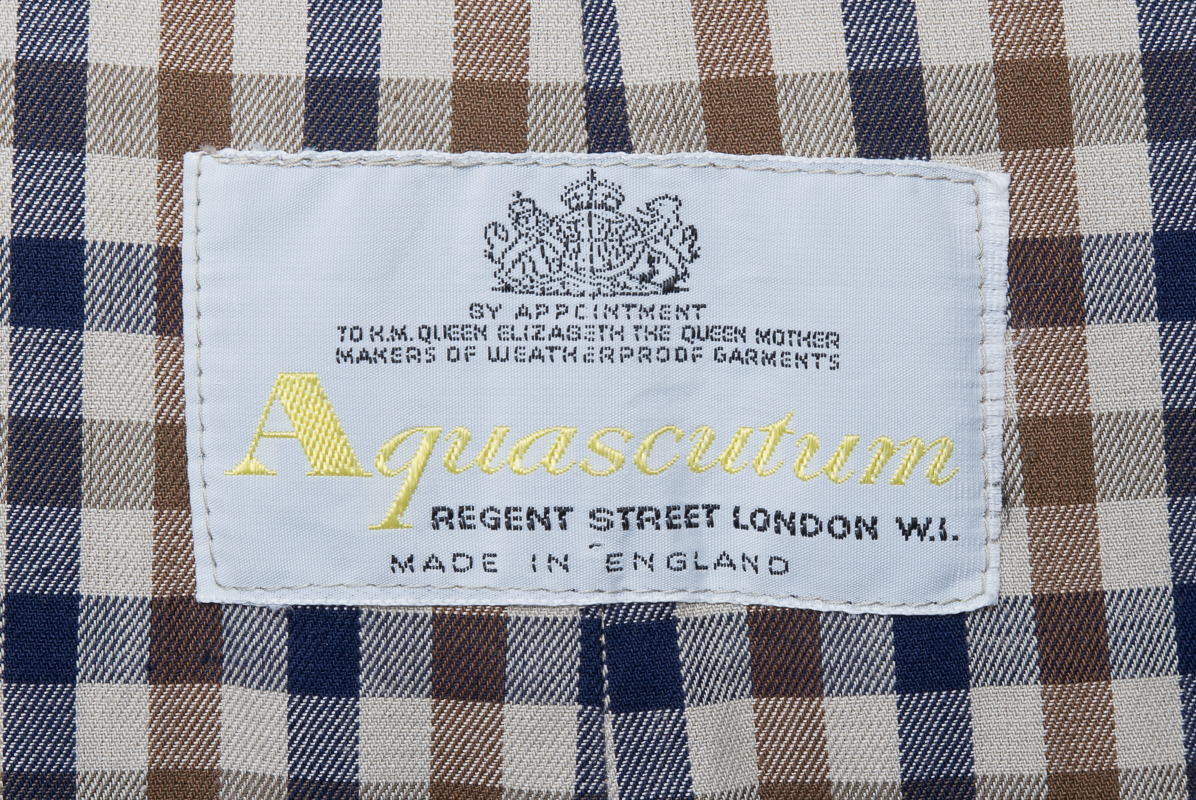 BY APPOINTMENT
TO H.M. QUEEN ELIZABETH THE QUEEN MOTHER
MAKERS OF WEATHERPROOF GARMENTS
Aquascutum
REGENT STREET LONDON W.1.
MADE IN ENGLAND